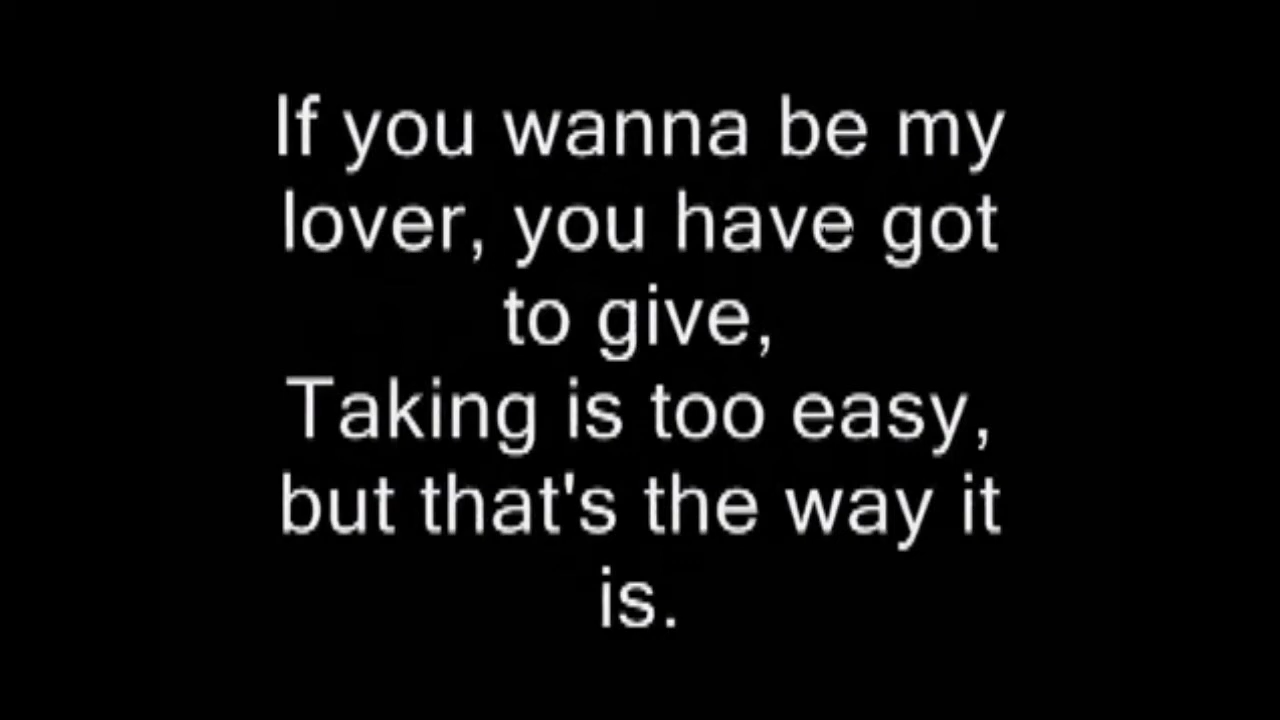 If you wanna be my
lover, you have got
to give,
Taking is too easy,
but that's the way it
is.